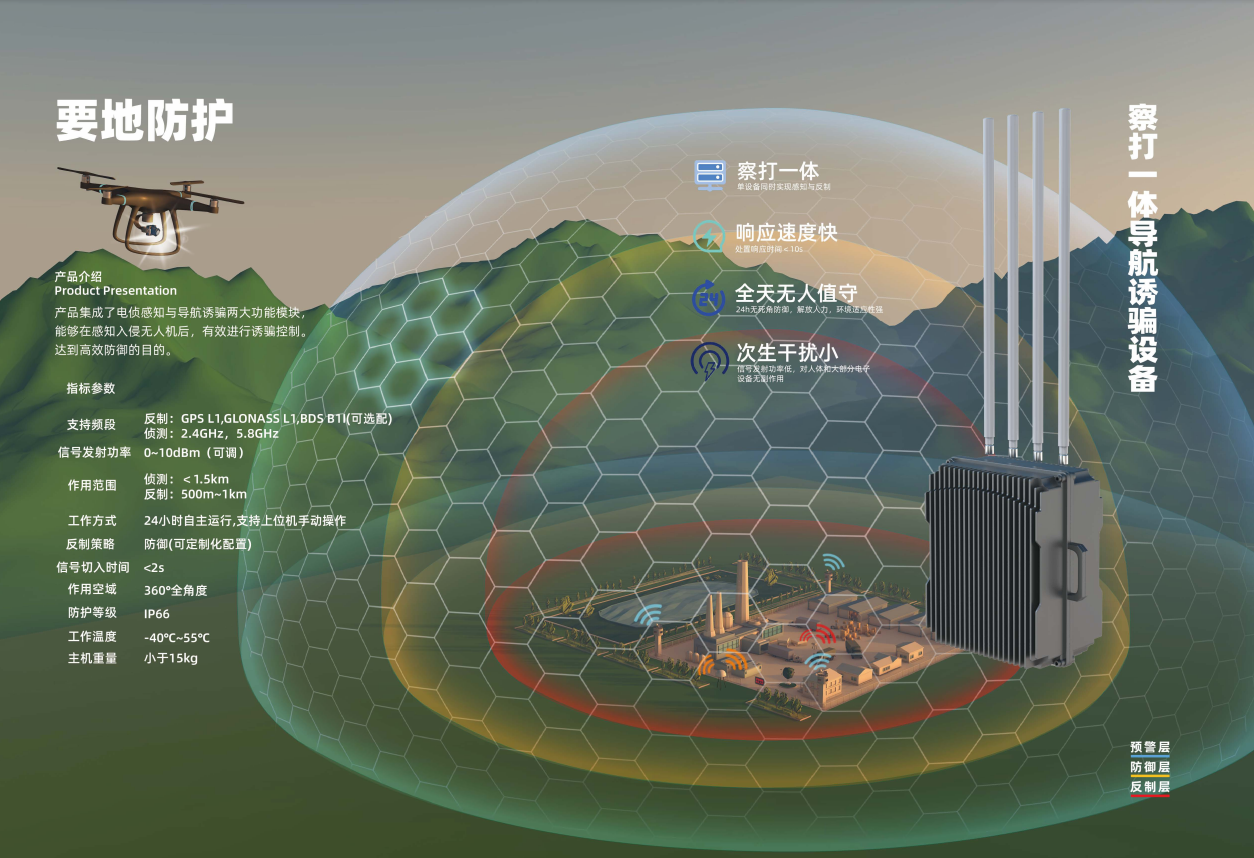 要地防护
产品介绍
Product Presentation
产品集成了电侦感知与导航诱骗两大功能模块，
能够在感知入侵无人机后，有效进行诱骗控制。
达到高效防御的目的。
指标参数
支持频段
反制：GPS L1,GLONASS L1,BDS B1I(可选配)
侦测：2.4GHz，5.8GHz
信号发射功率 0~10dBm（可调）
作用范围
侦测：＜1.5km
反制：500m~1km
工作方式 24小时自主运行,支持上位机手动操作
反制策略 防御(可定制化配置)
信号切入时间 <2s
作用空域 360°全角度
防护等级 IP66
工作温度 -40℃~55℃
主机重量 小于15kg
察打一体
单设备同时实现感知与反制
响应速度快
处置响应时间＜10s
24
全天无人值守
24h无死角防御，解放人力，环境适应性强
次生干扰小
信号发射功率低，对人体和大部分电子
设备无副作用
察打一体导航诱骗设备
预警层
防御层
反制层